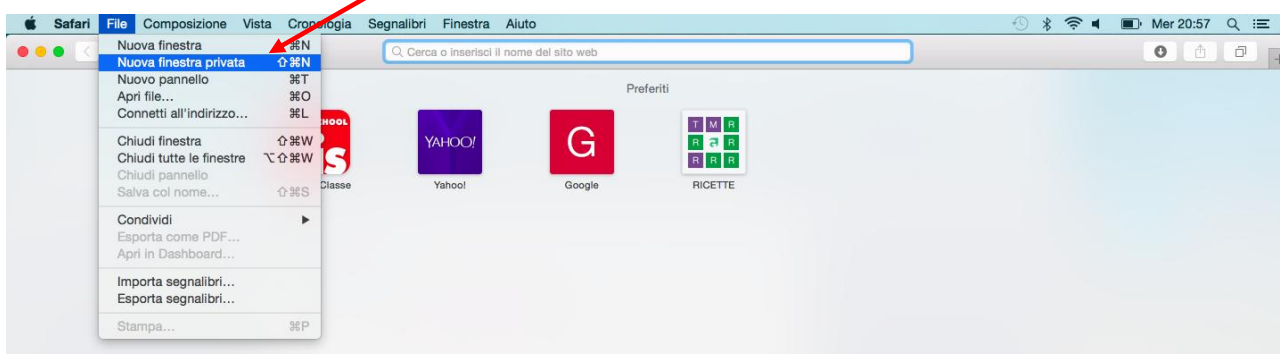 Safari File Composizione Vista Cronologia Segnalibri Finestra Aiuto Mer 20:57
Cerca o inserisci il nome del sito web
Nuova finestra ⌘N
Nuova finestra privata ⇧⌘N
Nuovo pannello ⌘T
Apri file... ⌘O
Connetti all'indirizzo... ⌘L
Chiudi finestra ⇧⌘W
Chiudi tutte le finestre ⌥⇧⌘W
Chiudi pannello
Salva col nome... ⇧⌘S
Condividi ▶
Esporta come PDF...
Apri in Dashboard...
Importa segnalibri...
Esporta segnalibri...
Stampa... ⌘P
Preferiti
YAHOO! G T M R
R a R
R R R
Classe Yahoo! Google RICETTE